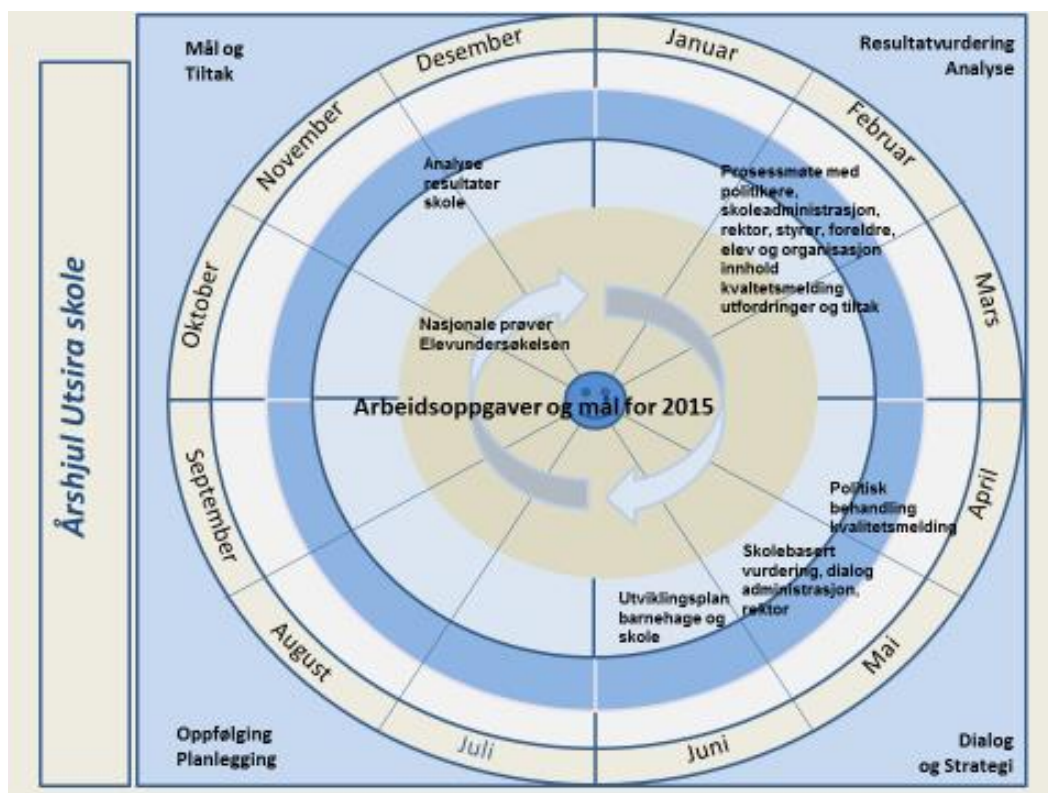 Årshjul Utsira skole
Mål og
Tiltak
Resultatvurdering
Analyse
Desember
Januar
Februar
Mars
April
Mai
Juni
Juli
August
September
Oktober
November
Analyse
resultater
skole
Prosessmøte med
politikere,
skoleadministrasjon,
rektor, styrer, foreldre,
elev og organisasjon
innhold
kvaltetsmelding
utfordringer og tiltak
Nasjonale prøver
Elevundersøkelsen
Arbeidsoppgaver og mål for 2015
Politisk
behandling
kvalitetsmelding
Skolebasert
vurdering, dialog
administrasjon,
rektor
Utviklingsplan
barnehage og
skole
Oppfølging
Planlegging
Dialog
og Strategi